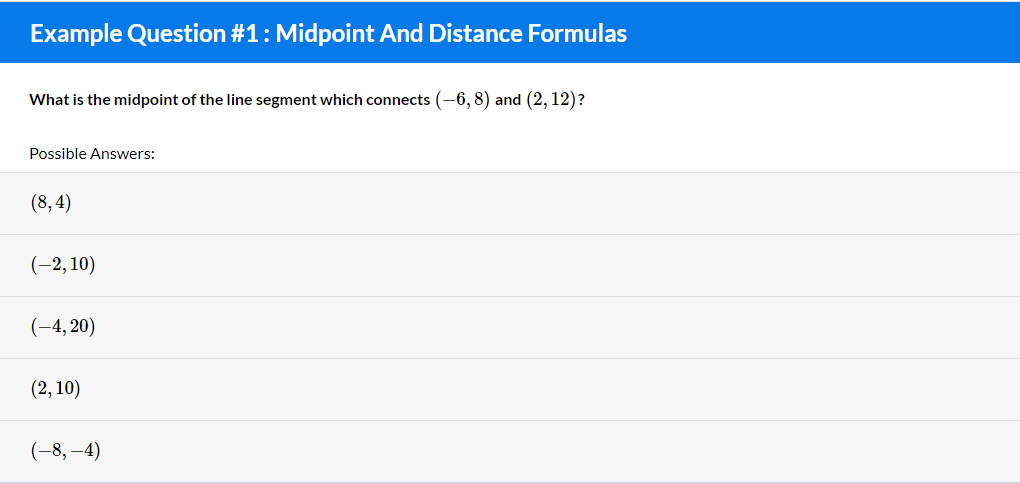 Example Question #1 : Midpoint And Distance Formulas
What is the midpoint of the line segment which connects (−6, 8) and (2, 12)?
Possible Answers:
(8, 4)
(−2, 10)
(−4, 20)
(2, 10)
(−8, −4)